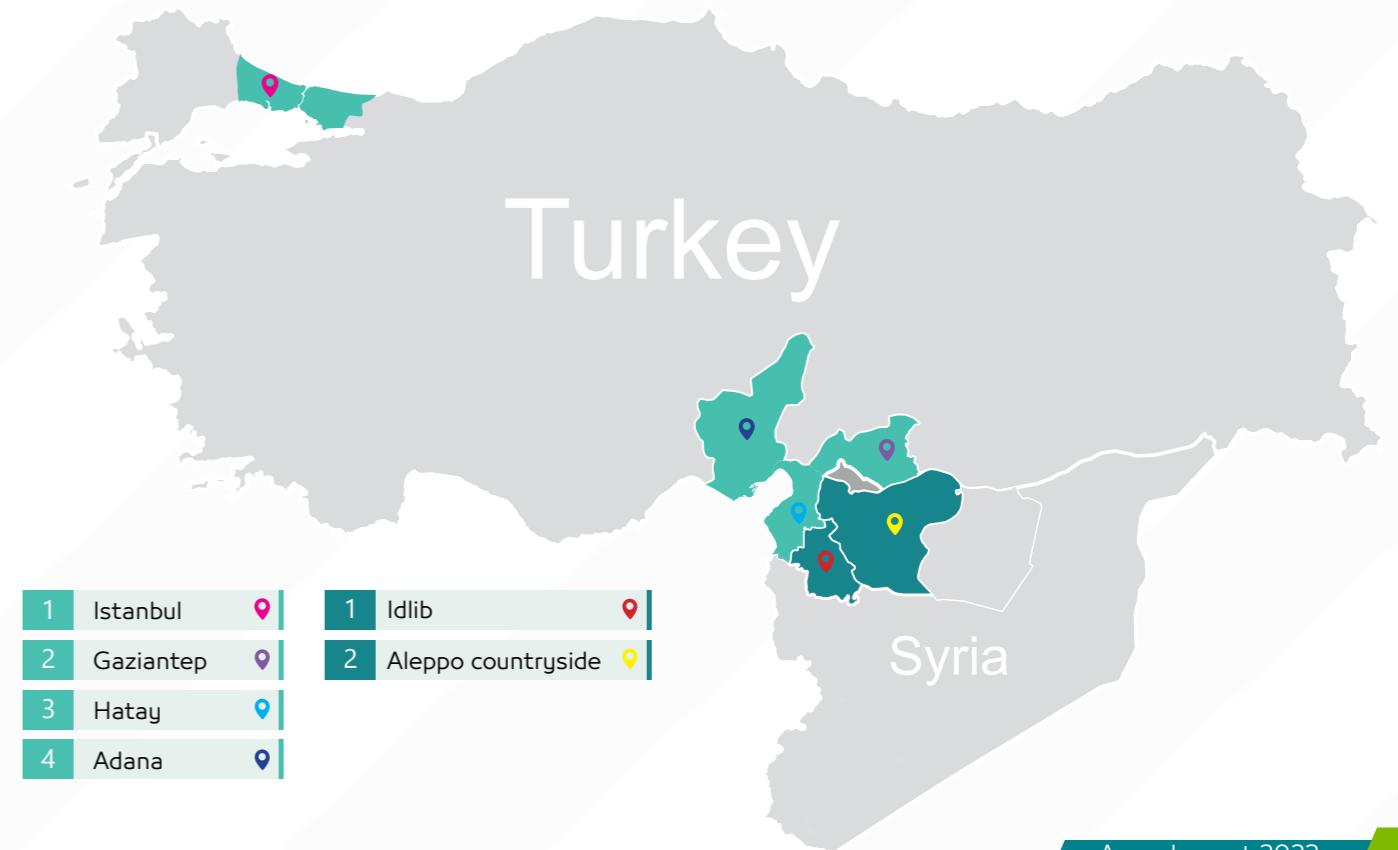 Turkey
Syria
1 Istanbul
2 Gaziantep
3 Hatay
4 Adana
1 Idlib
2 Aleppo countryside